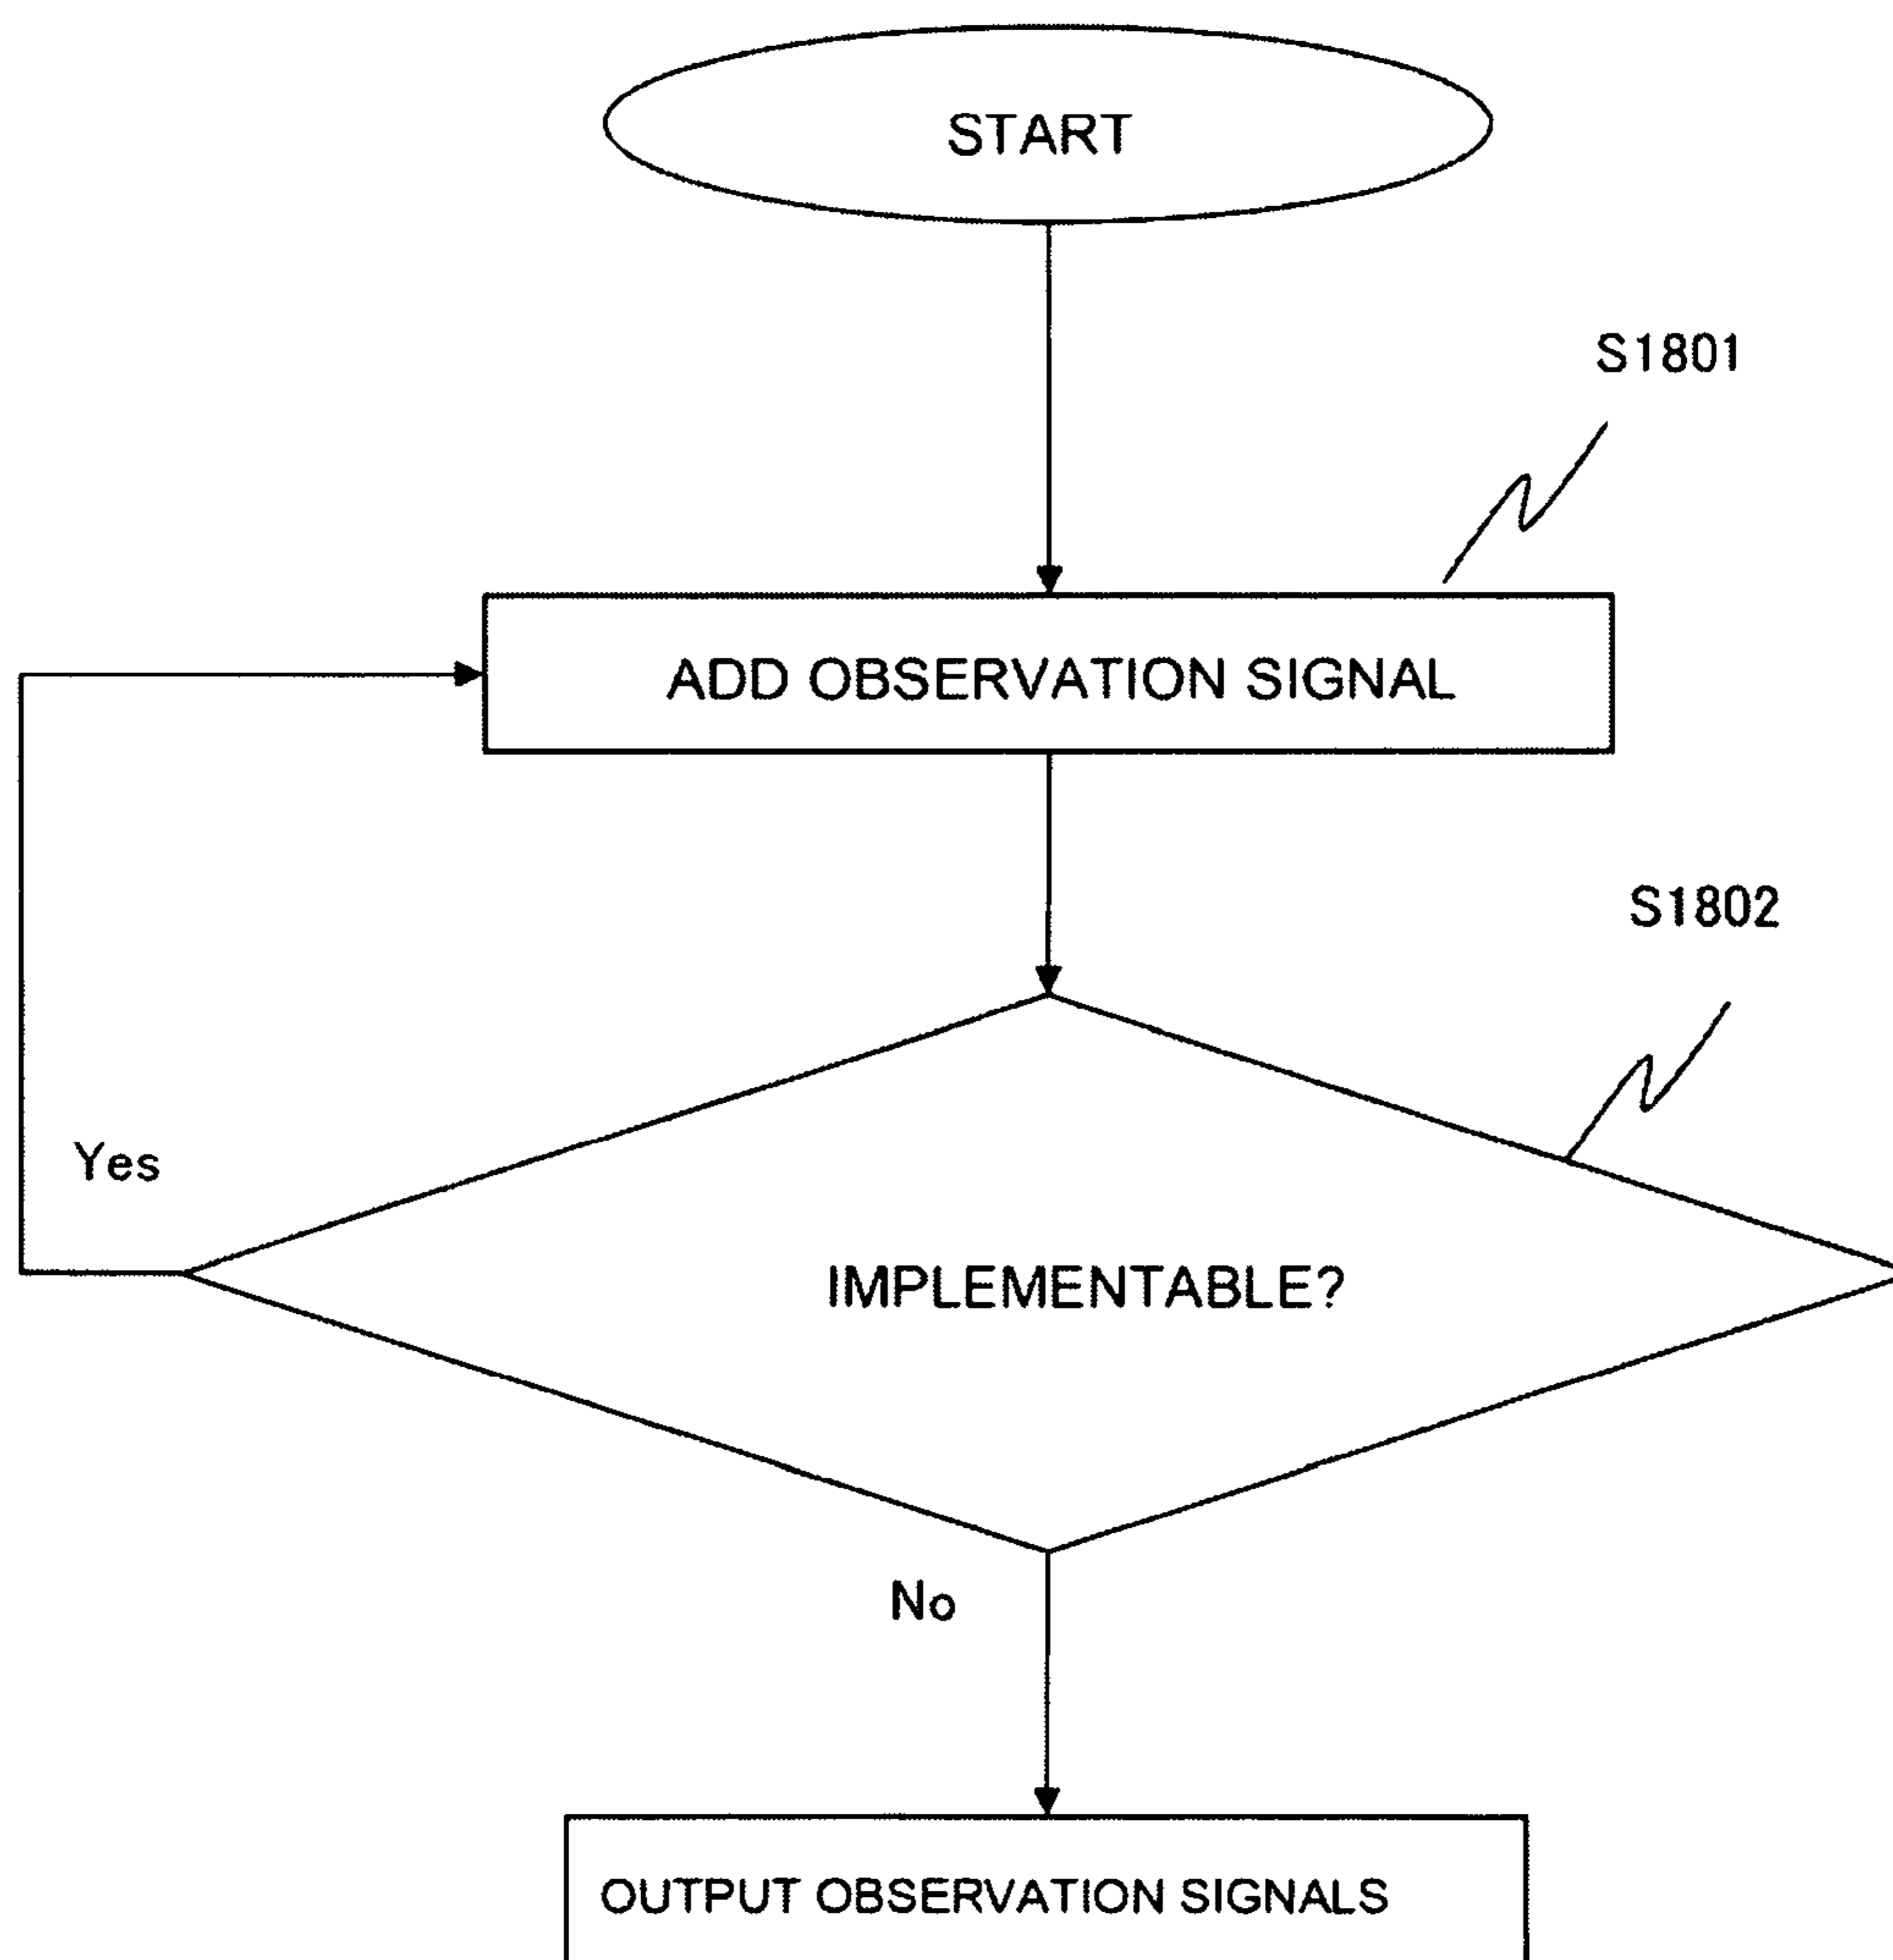 START
S1801
ADD OBSERVATION SIGNAL
S1802
Yes
IMPLEMENTABLE?
No
OUTPUT OBSERVATION SIGNALS